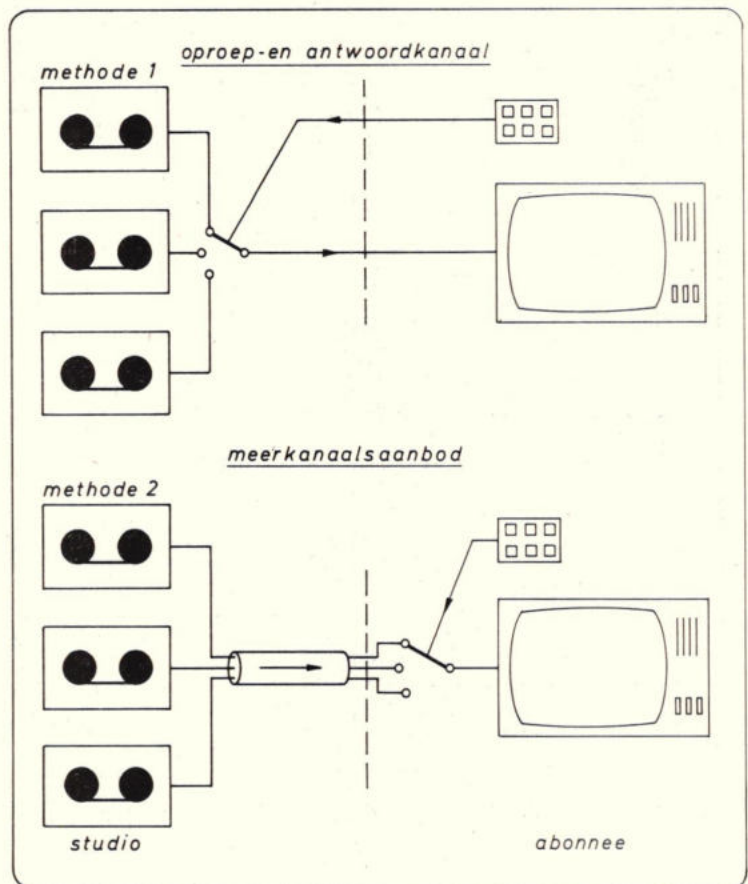 oproep-en antwoordkanaal
methode 1
meerkanaalsaanbod
methode 2
studio
abonnee